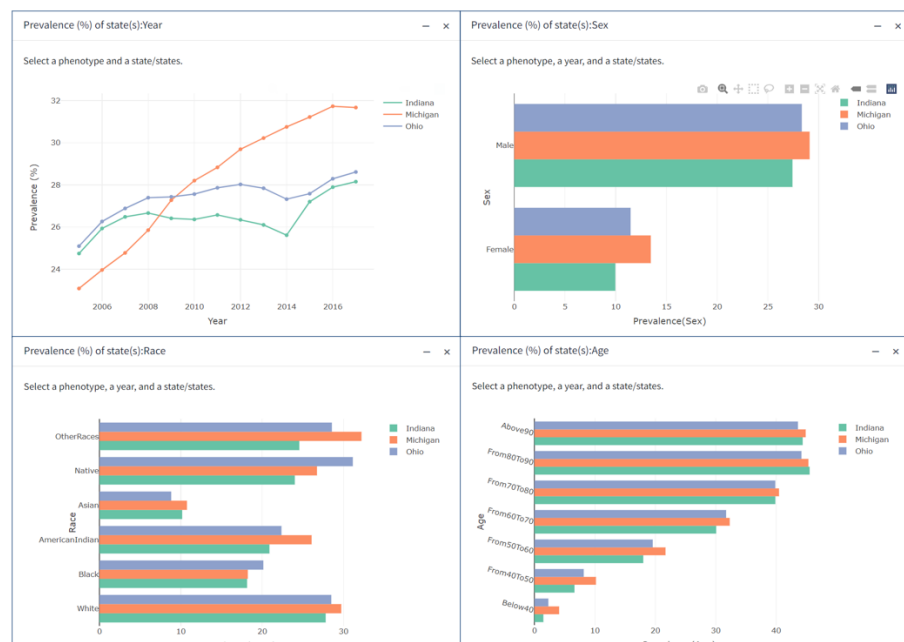 Prevalence (%) of state(s):Year
− ×
Select a phenotype and a state/states.
32
30
28
26
24
Prevalence (%)
2006 2008 2010 2012 2014 2016
Year
Indiana
Michigan
Ohio
Prevalence (%) of state(s):Sex
− ×
Select a phenotype, a year, and a state/states.
Male
Female
Sex
0 5 10 15 20 25 30
Prevalence(Sex)
Indiana
Michigan
Ohio
Prevalence (%) of state(s):Race
− ×
Select a phenotype, a year, and a state/states.
OtherRaces
Native
Asian
AmericanIndian
Black
White
Race
0 10 20 30
Indiana
Michigan
Ohio
Prevalence (%) of state(s):Age
− ×
Select a phenotype, a year, and a state/states.
Above90
From80To90
From70To80
From60To70
From50To60
From40To50
Below40
Age
0 20 40
Indiana
Michigan
Ohio